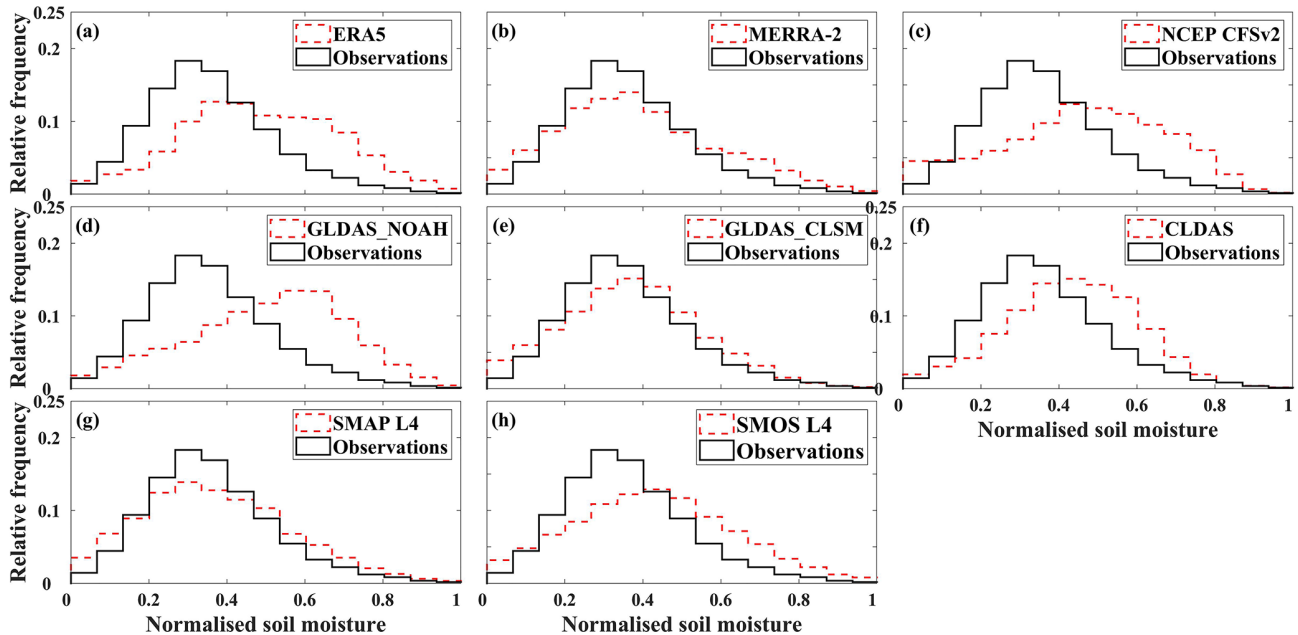 Relative frequency
0.25
0.2
0.1
0
(a)
ERA5
Observations
(b)
MERRA-2
Observations
(c)
NCEP CFSv2
Observations
Relative frequency
0.25
0.2
0.1
0
(d)
GLDAS_NOAH
Observations
(e)
GLDAS_CLSM
Observations
0.25
0.1
0
(f)
CLDAS
Observations
0 0.2 0.4 0.6 0.8 1
Normalised soil moisture
Relative frequency
0.25
0.2
0.1
0
(g)
SMAP L4
Observations
(h)
SMOS L4
Observations
0 0.2 0.4 0.6 0.8 1
Normalised soil moisture
0 0.2 0.4 0.6 0.8 1
Normalised soil moisture